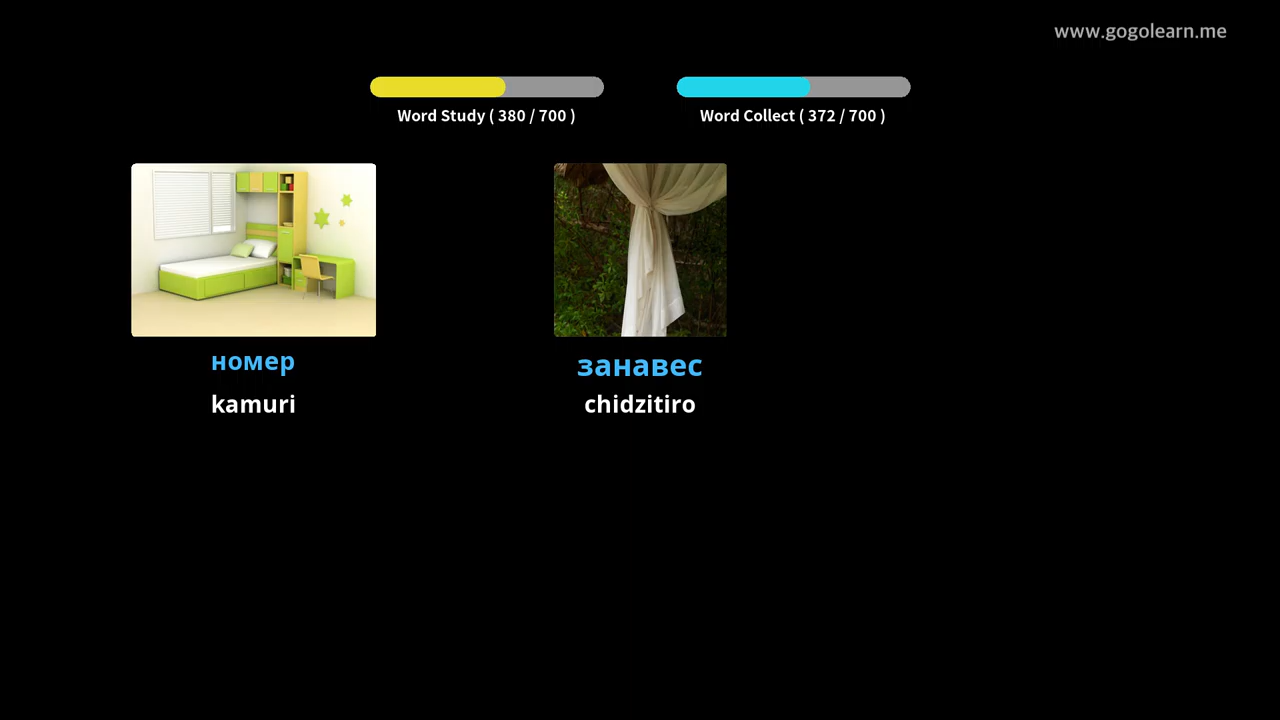 www.gogolearn.me
Word Study ( 380 / 700 )
Word Collect ( 372 / 700 )
номер
kamuri
занавес
chidzitiro